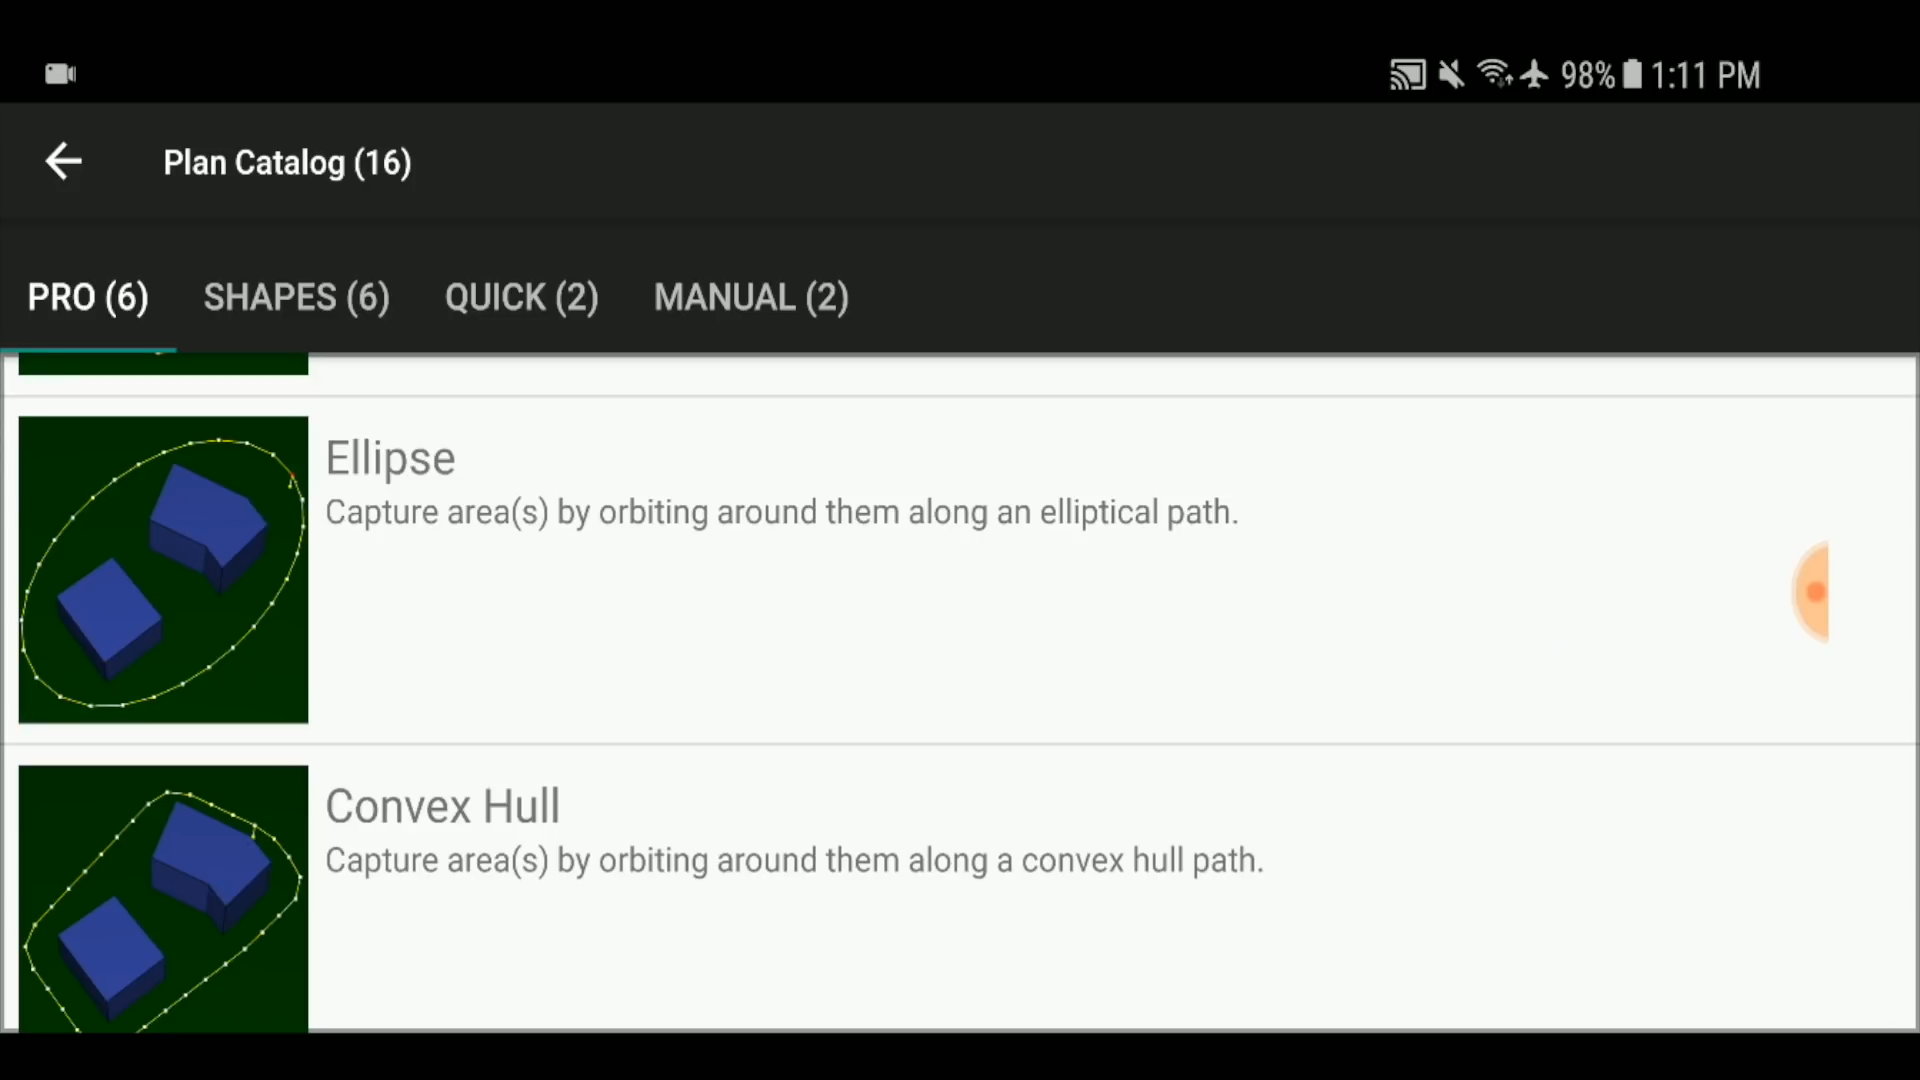 98% 1:11 PM
Plan Catalog (16)
PRO (6) SHAPES (6) QUICK (2) MANUAL (2)
Ellipse
Capture area(s) by orbiting around them along an elliptical path.
Convex Hull
Capture area(s) by orbiting around them along a convex hull path.